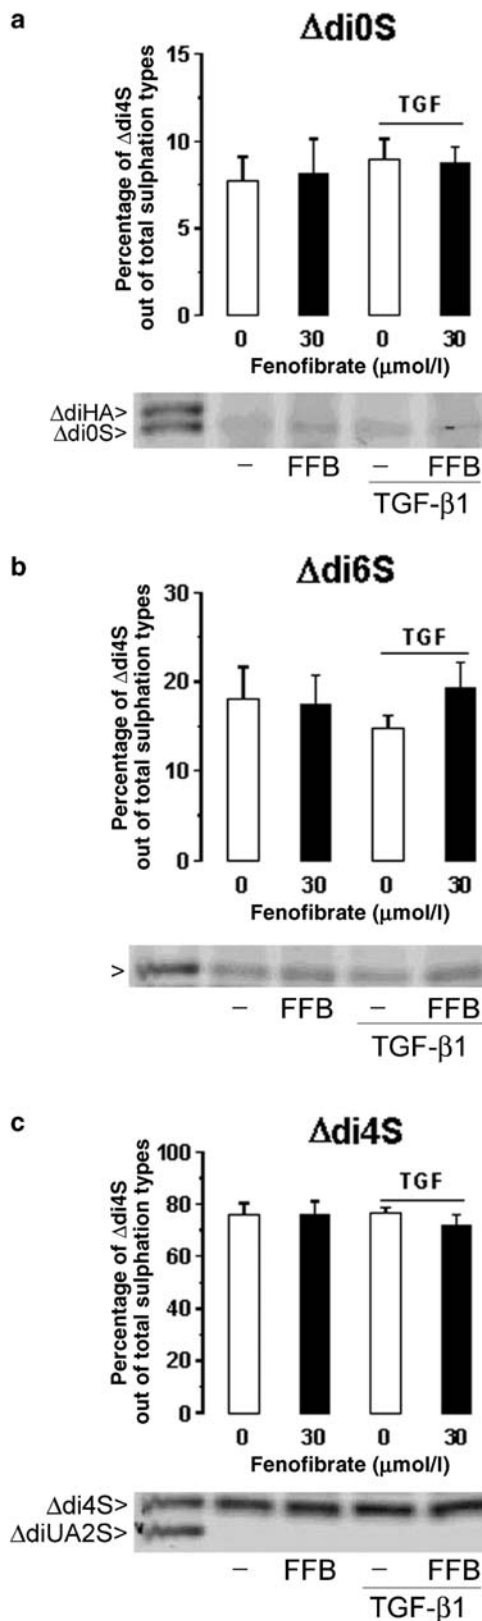 a
Δdi0S
Percentage of Δdi4S
out of total sulphation types
15
10
5
0
TGF
0 30 0 30
Fenofibrate (μmol/l)
ΔdiHA>
Δdi0S>
– FFB – FFB
TGF-β1
b
Δdi6S
Percentage of Δdi4S
out of total sulphation types
30
20
10
0
TGF
0 30 0 30
Fenofibrate (μmol/l)
>
– FFB – FFB
TGF-β1
c
Δdi4S
Percentage of Δdi4S
out of total sulphation types
100
80
60
40
20
0
TGF
0 30 0 30
Fenofibrate (μmol/l)
Δdi4S>
ΔdiUA2S>
– FFB – FFB
TGF-β1